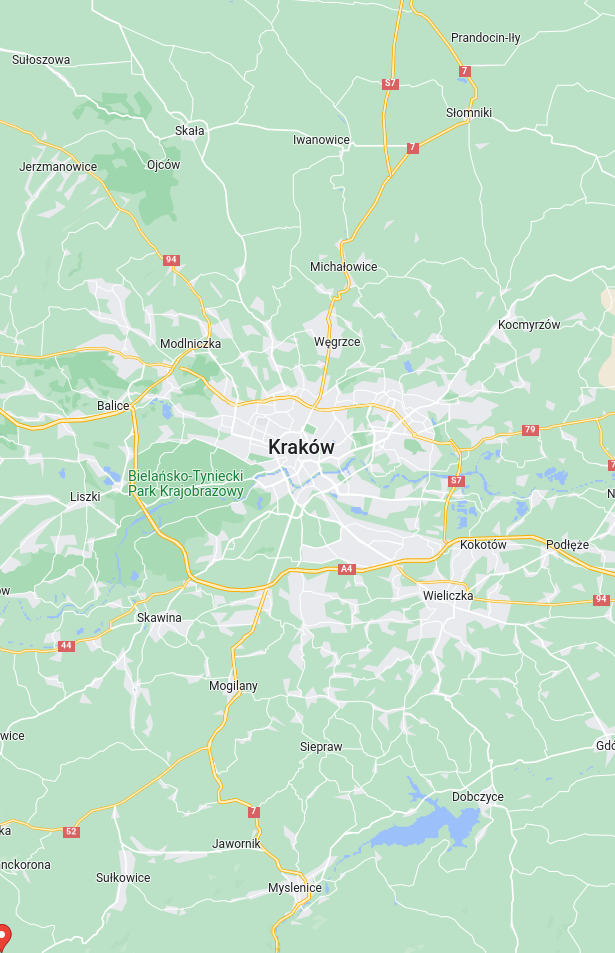 Prandocin-Iły
Sułoszowa
7
S7
Słomniki
Skała
Iwanowice
7
Jerzmanowice
Ojców
94
Michałowice
Kocmyrzów
Modlniczka
Węgrzce
Balice
79
Kraków
7
Bielańsko-Tyniecki
Park Krajobrazowy
S7
Liszki
N
Kokotów
Podłęże
A4
ow
Wieliczka
94
Skawina
44
Mogilany
wice
Siepraw
Gdó
Dobczyce
7
ka
52
Jawornik
nckorona
Sułkowice
Myslenice